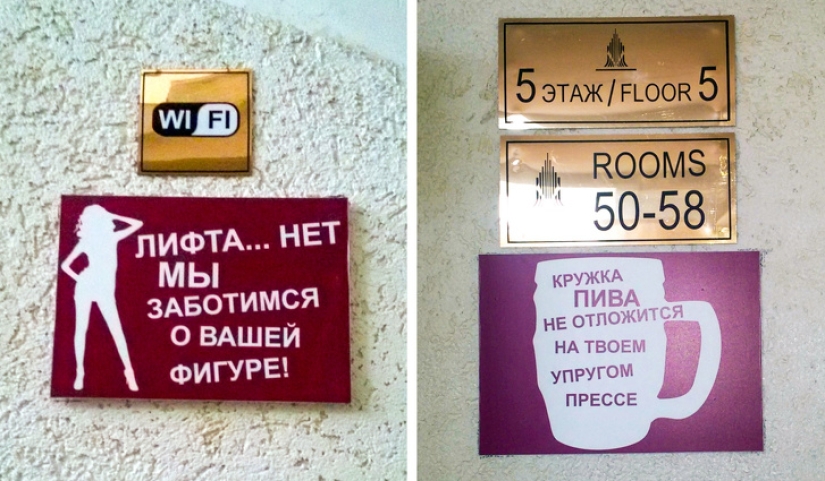 WI FI
ЛИФТА... НЕТ
МЫ
ЗАБОТИМСЯ
О ВАШЕЙ
ФИГУРЕ!
5 ЭТАЖ/FLOOR 5
ROOMS
50-58
КРУЖКА
ПИВА
НЕ ОТЛОЖИТСЯ
НА ТВОЕМ
УПРУГОМ
ПРЕССЕ